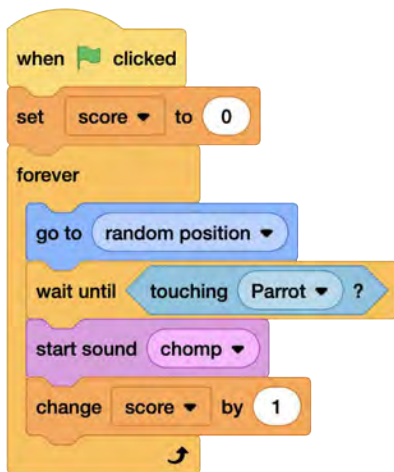 when clicked
set score to 0
forever
go to random position
wait until touching Parrot ?
start sound chomp
change score by 1